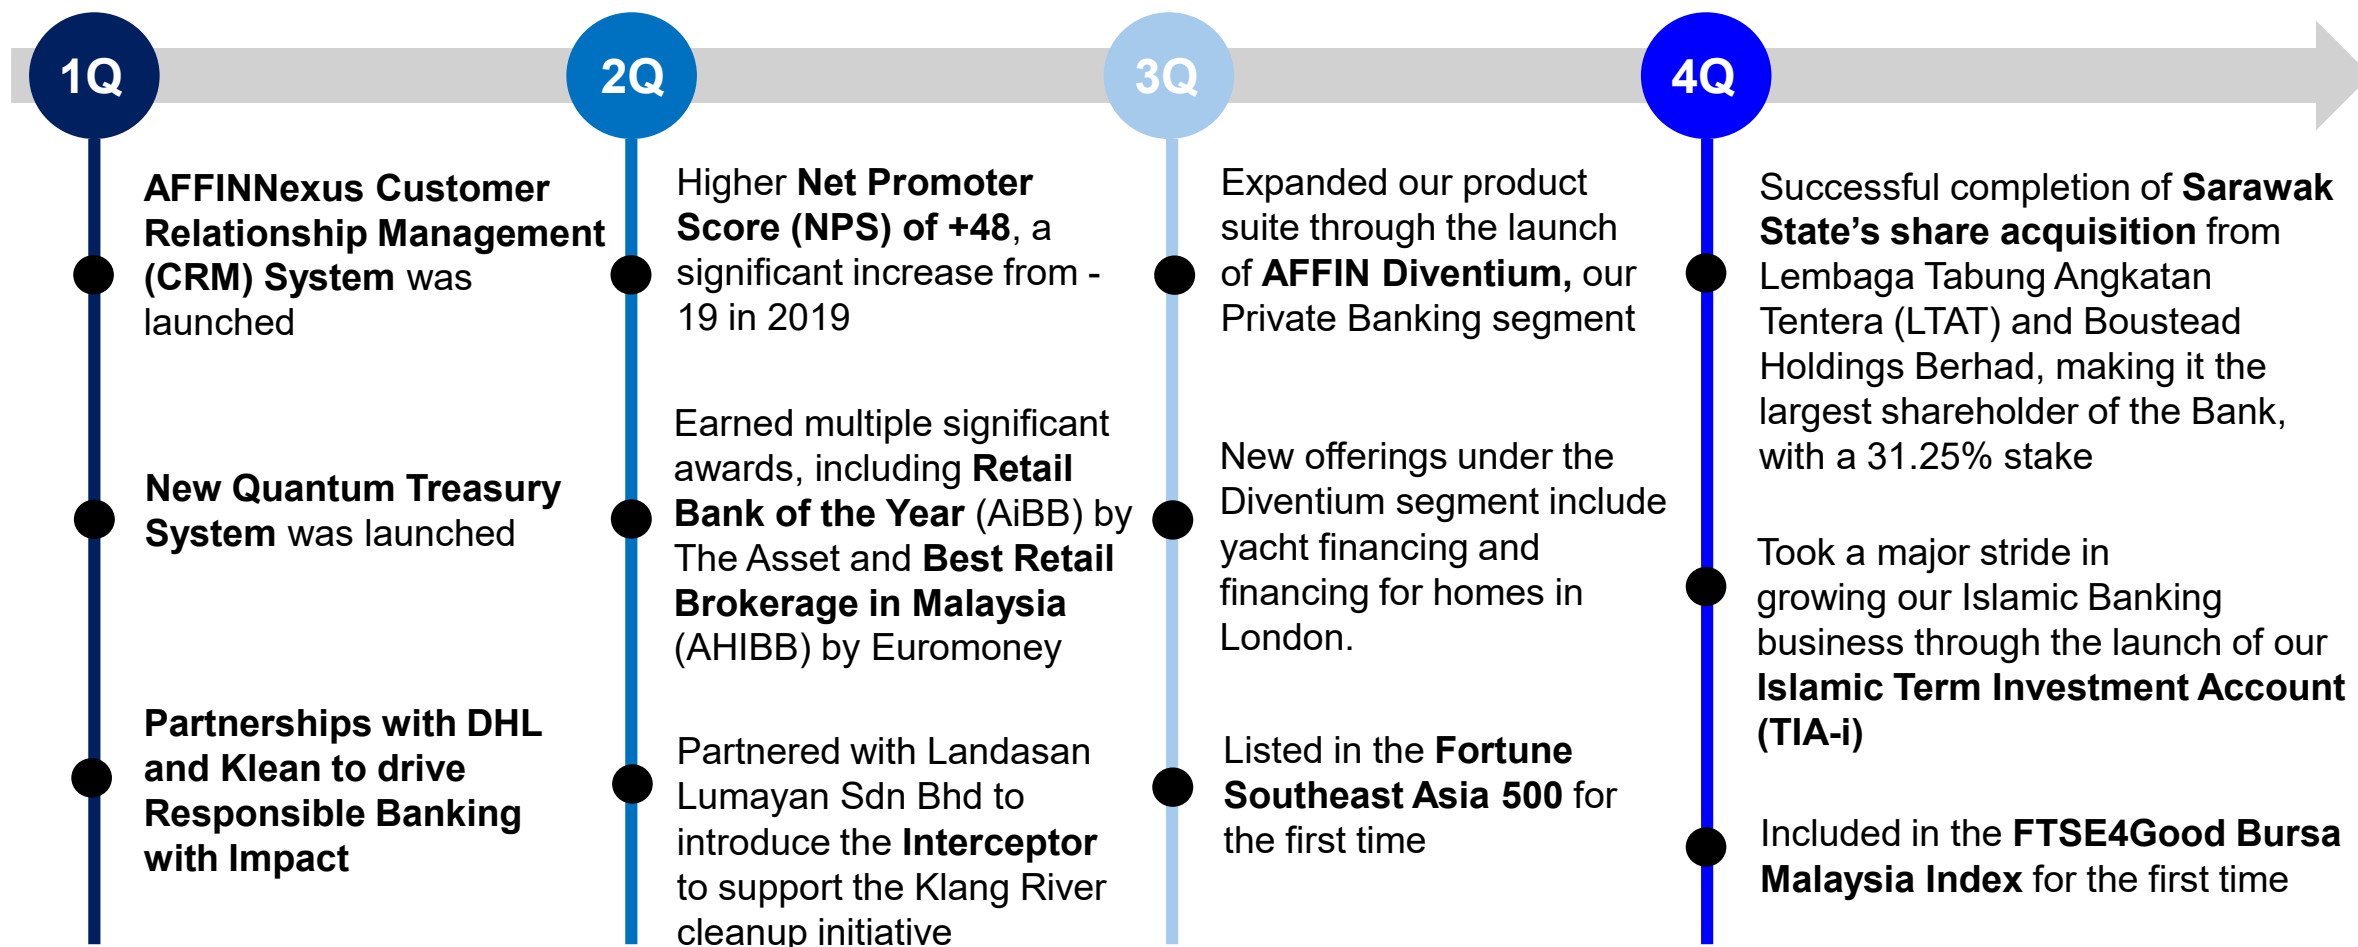 1Q
2Q
3Q
4Q
AFFINNexus Customer
Relationship Management
(CRM) System was
launched
New Quantum Treasury
System was launched
Partnerships with DHL
and Klean to drive
Responsible Banking
with Impact
Higher Net Promoter
Score (NPS) of +48, a
significant increase from -
19 in 2019
Earned multiple significant
awards, including Retail
Bank of the Year (AiBB) by
The Asset and Best Retail
Brokerage in Malaysia
(AHIBB) by Euromoney
Partnered with Landasan
Lumayan Sdn Bhd to
introduce the Interceptor
to support the Klang River
cleanup initiative
Expanded our product
suite through the launch
of AFFIN Diventium, our
Private Banking segment
New offerings under the
Diventium segment include
yacht financing and
financing for homes in
London.
Listed in the Fortune
Southeast Asia 500 for
the first time
Successful completion of Sarawak
State’s share acquisition from
Lembaga Tabung Angkatan
Tentera (LTAT) and Boustead
Holdings Berhad, making it the
largest shareholder of the Bank,
with a 31.25% stake
Took a major stride in
growing our Islamic Banking
business through the launch of our
Islamic Term Investment Account
(TIA-i)
Included in the FTSE4Good Bursa
Malaysia Index for the first time